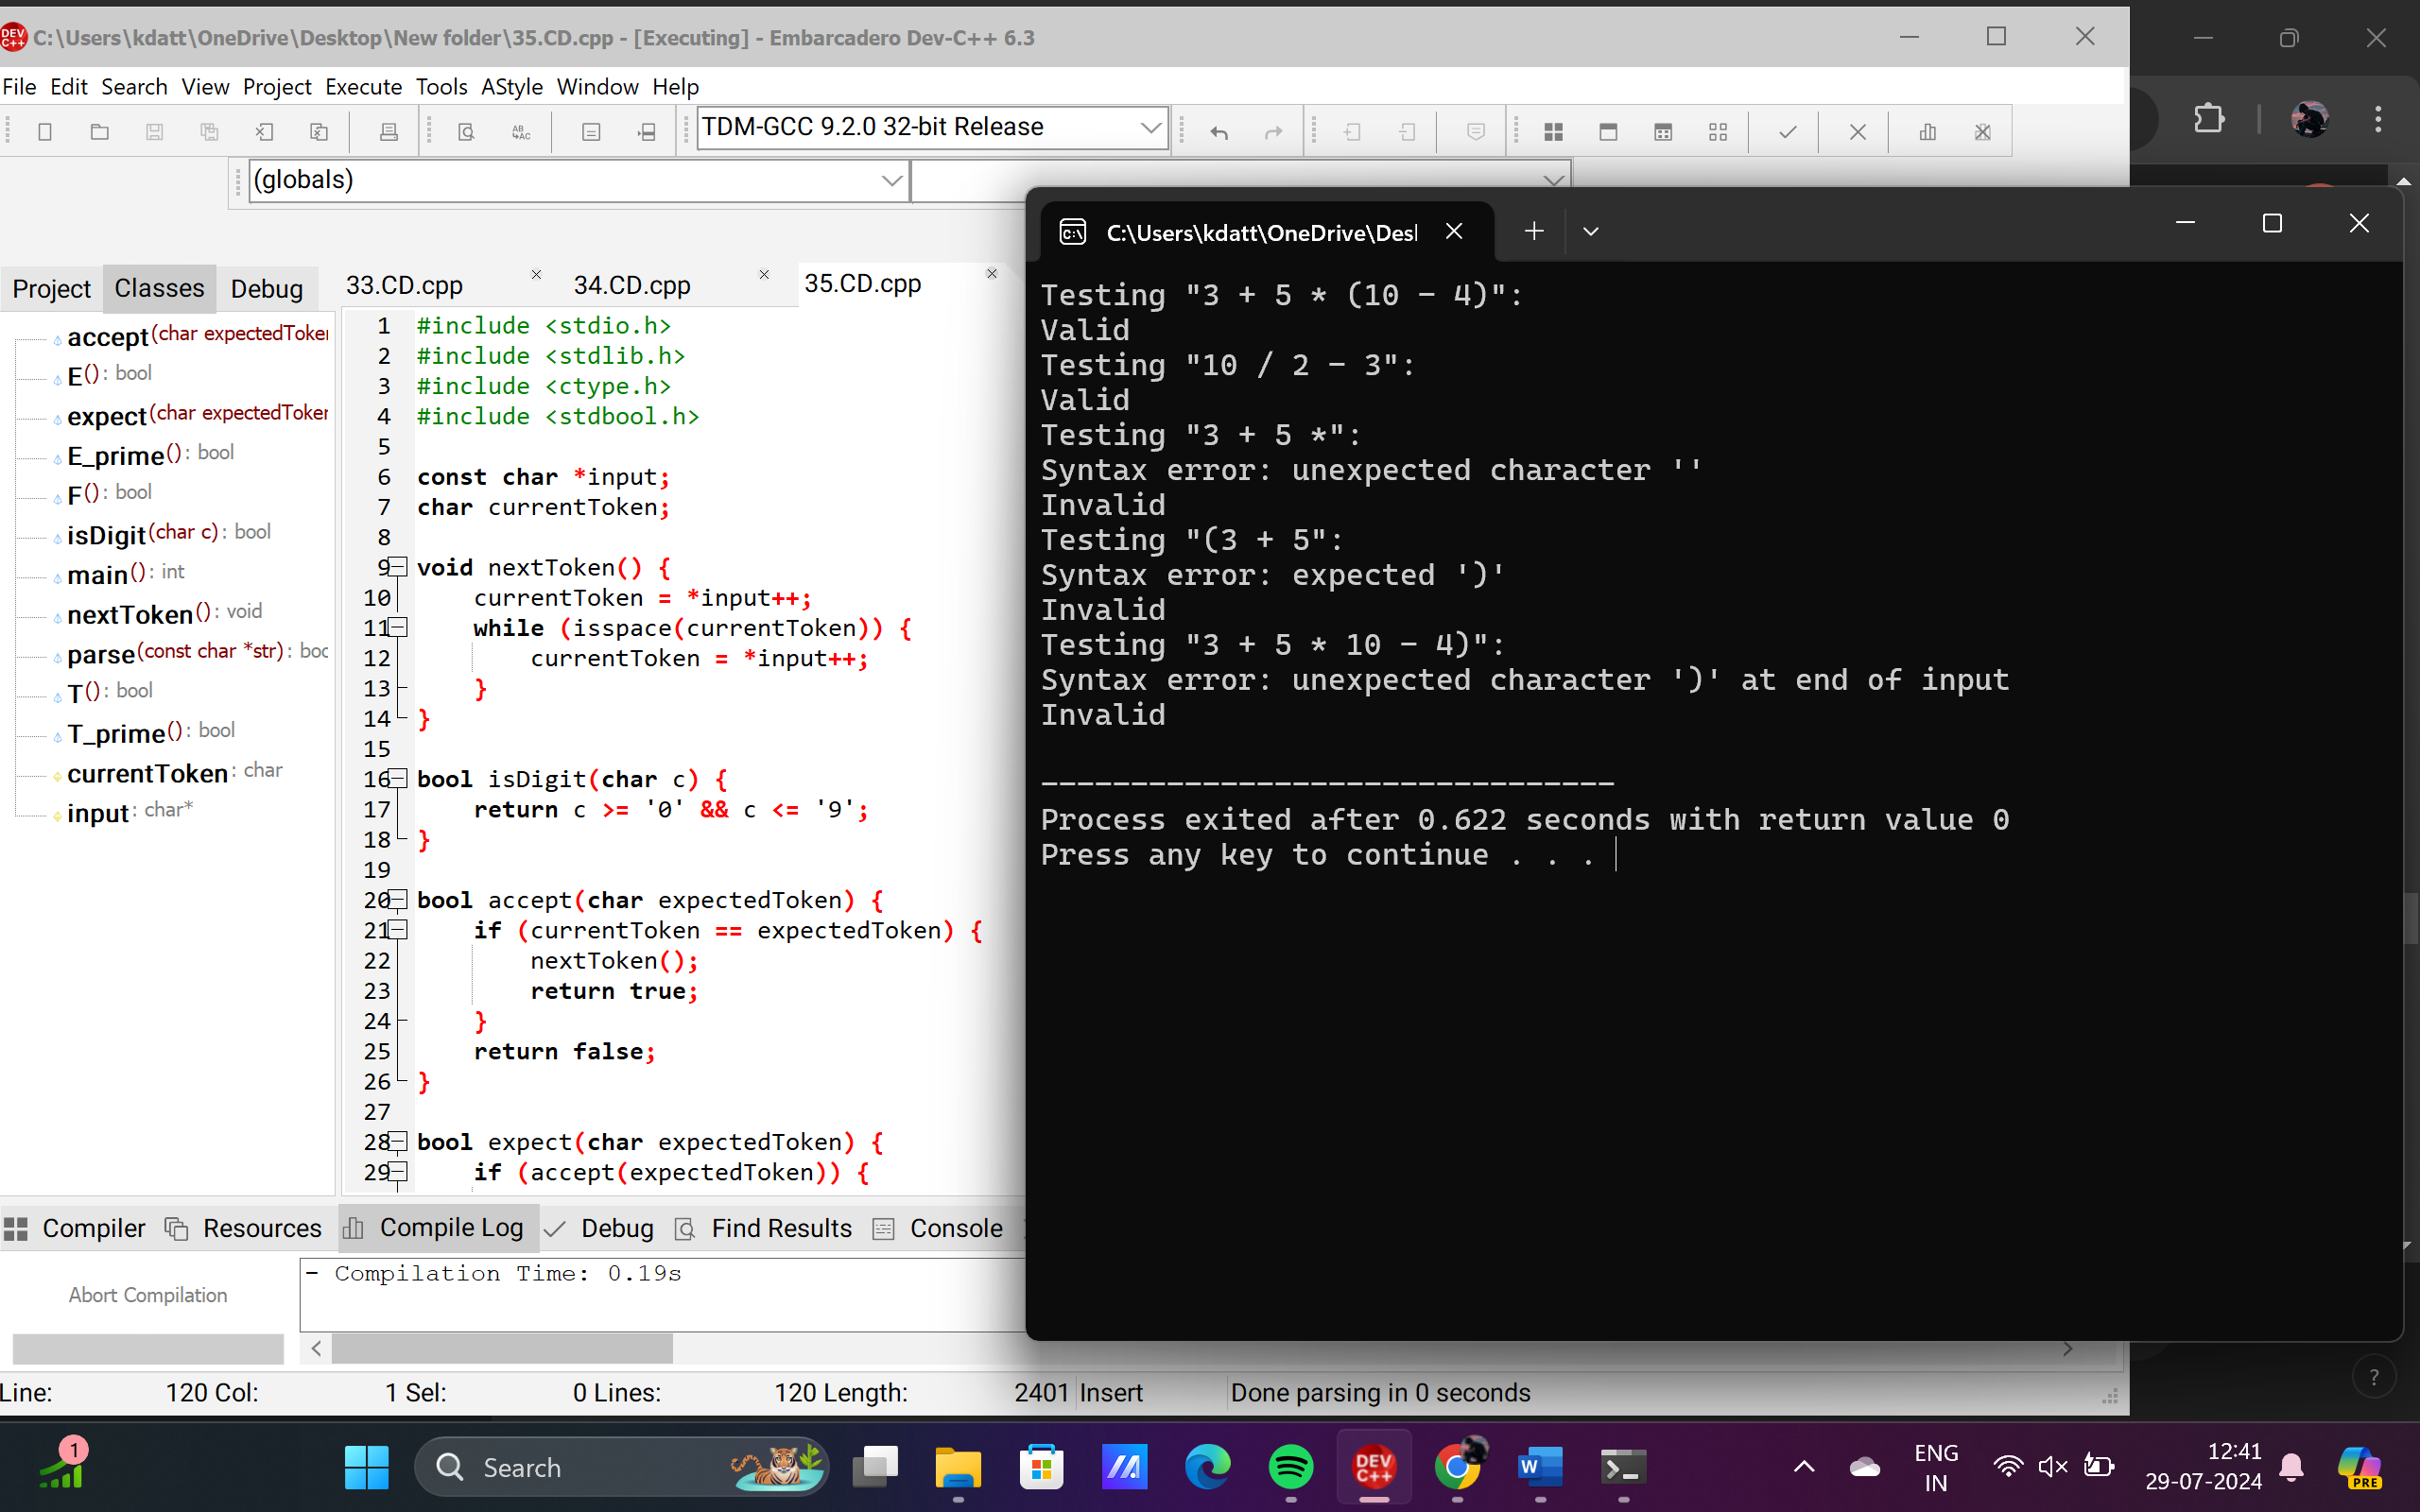 C:\Users\kdatt\OneDrive\Desktop\New folder\35.CD.cpp - [Executing] - Embarcadero Dev-C++ 6.3
File Edit Search View Project Execute Tools AStyle Window Help
TDM-GCC 9.2.0 32-bit Release
(globals)
Project Classes Debug
accept(char expectedToken
E(): bool
expect(char expectedToken
E_prime(): bool
F(): bool
isDigit(char c): bool
main(): int
nextToken(): void
parse(const char *str): boo
T(): bool
T_prime(): bool
currentToken: char
input: char*
33.CD.cpp 34.CD.cpp 35.CD.cpp
1 #include <stdio.h>
2 #include <stdlib.h>
3 #include <ctype.h>
4 #include <stdbool.h>
5
6 const char *input;
7 char currentToken;
8
9 void nextToken() {
10 currentToken = *input++;
11 while (isspace(currentToken)) {
12 currentToken = *input++;
13 }
14 }
15
16 bool isDigit(char c) {
17 return c >= '0' && c <= '9';
18 }
19
20 bool accept(char expectedToken) {
21 if (currentToken == expectedToken) {
22 nextToken();
23 return true;
24 }
25 return false;
26 }
27
28 bool expect(char expectedToken) {
29 if (accept(expectedToken)) {
C:\Users\kdatt\OneDrive\Des
Testing "3 + 5 * (10 - 4)":
Valid
Testing "10 / 2 - 3":
Valid
Testing "3 + 5 *":
Syntax error: unexpected character ''
Invalid
Testing "(3 + 5":
Syntax error: expected ')'
Invalid
Testing "3 + 5 * 10 - 4)":
Syntax error: unexpected character ')' at end of input
Invalid
--------------------------------
Process exited after 0.622 seconds with return value 0
Press any key to continue . . .
Compiler Resources Compile Log Debug Find Results Console
Abort Compilation
- Compilation Time: 0.19s
Line: 120 Col: 1 Sel: 0 Lines: 120 Length: 2401 Insert Done parsing in 0 seconds
1
Search
DEV C++
W
ENG
IN
12:41
29-07-2024
PRE